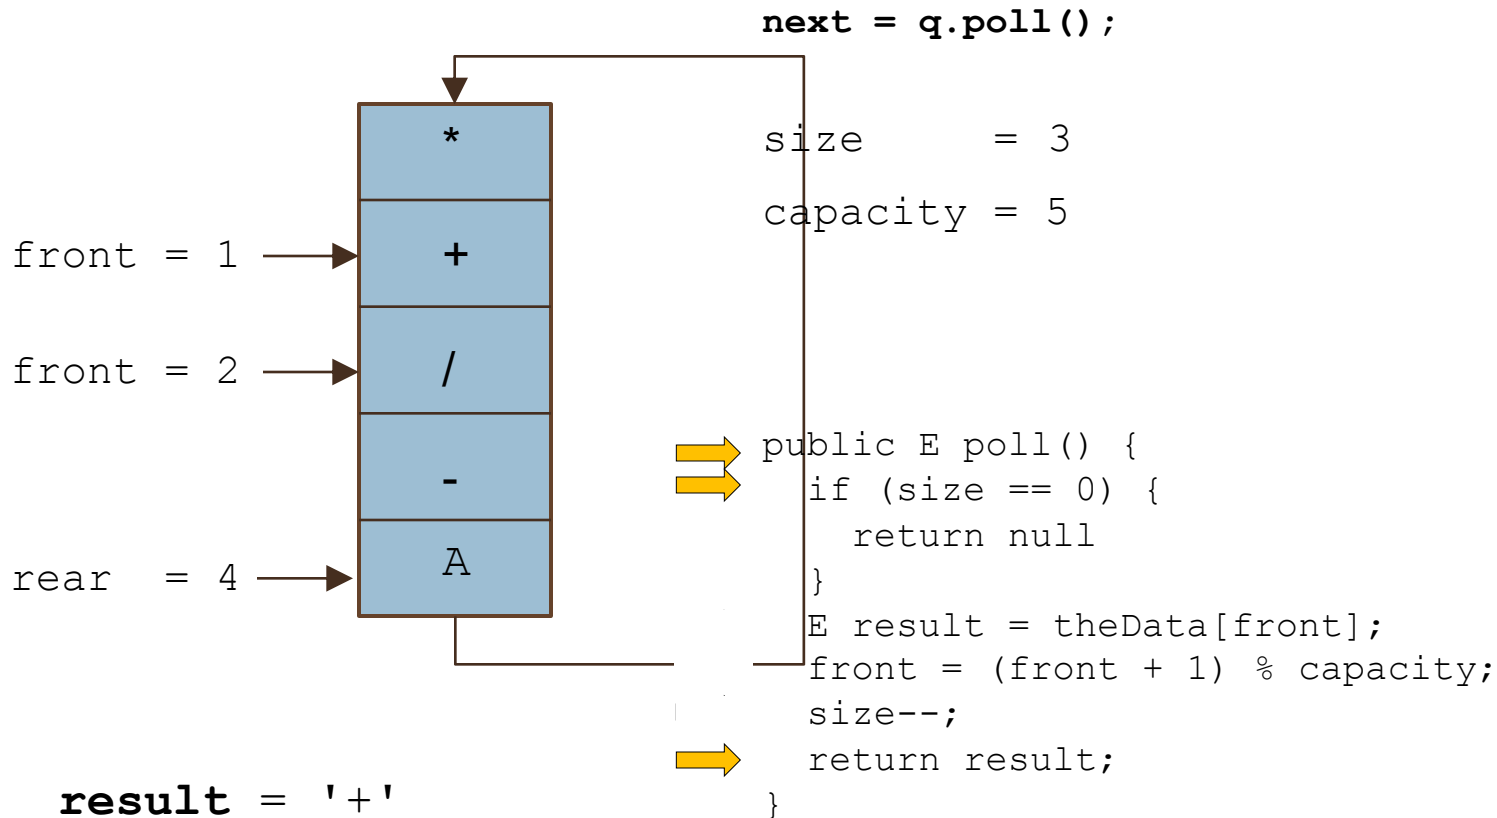 next = q.poll();
*
size = 3
capacity = 5
front = 1
+
front = 2
/
-
rear = 4
A
public E poll() {
if (size == 0) {
return null
}
E result = theData[front];
front = (front + 1) % capacity;
size--;
return result;
}
result = '+'